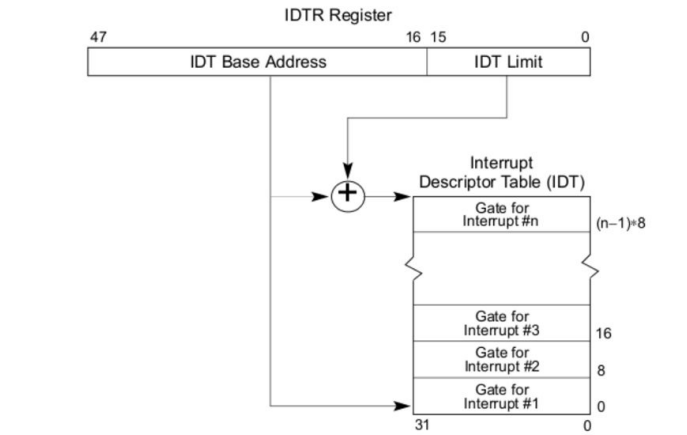 IDTR Register
47 16 15 0
IDT Base Address IDT Limit
+
Interrupt
Descriptor Table (IDT)
Gate for
Interrupt #n
(n−1)*8
Gate for
Interrupt #3
16
Gate for
Interrupt #2
8
Gate for
Interrupt #1
0
31 0